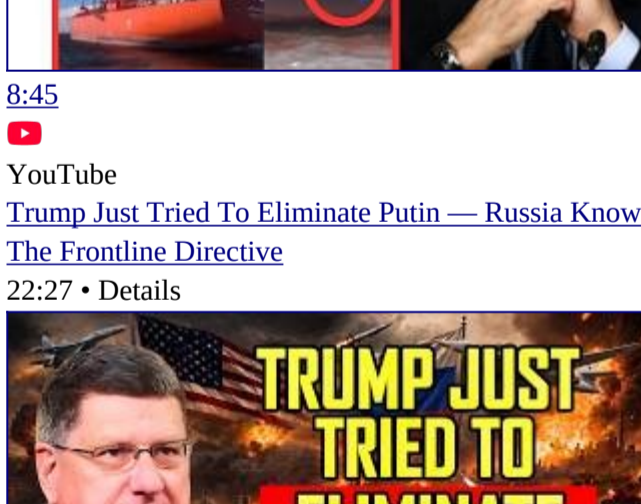 8:45
YouTube
Trump Just Tried To Eliminate Putin — Russia Know
The Frontline Directive
22:27 • Details
TRUMP JUST
TRIED TO
ELIMINATE